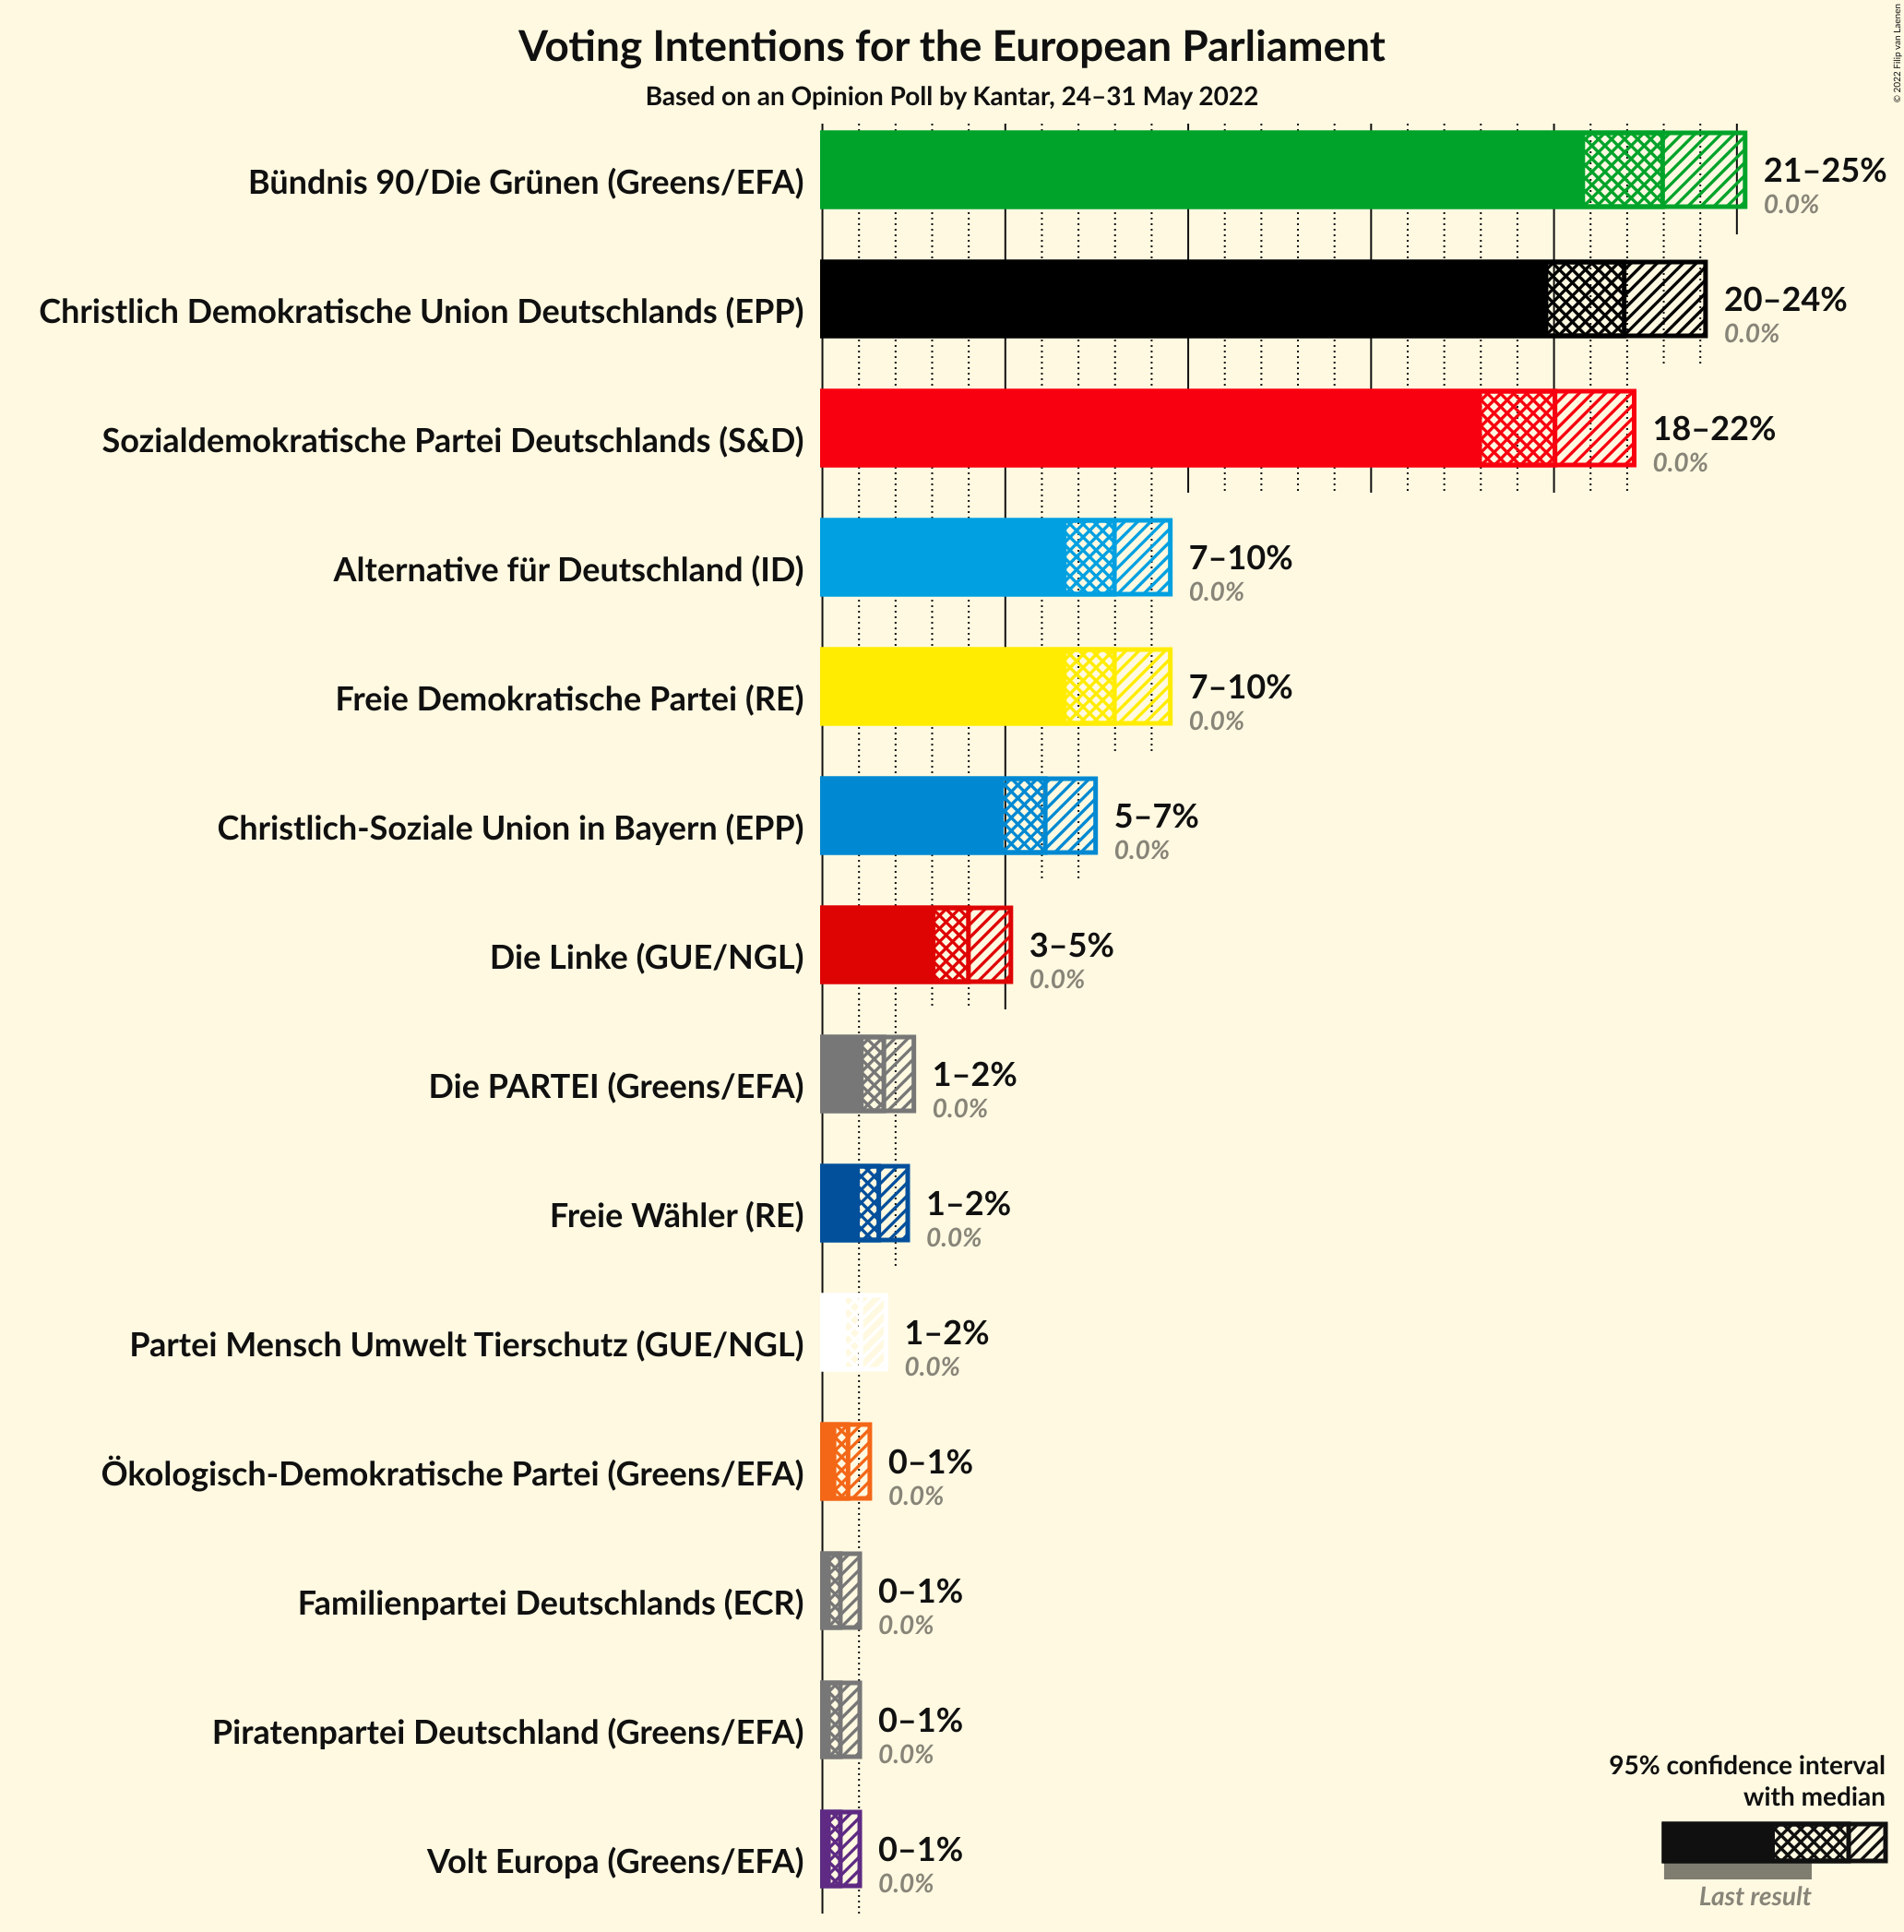 Voting Intentions for the European Parliament
Based on an Opinion Poll by Kantar, 24–31 May 2022
© 2022 Filip van Laenen
Bündnis 90/Die Grünen (Greens/EFA)
21–25%
0.0%
Christlich Demokratische Union Deutschlands (EPP)
20–24%
0.0%
Sozialdemokratische Partei Deutschlands (S&D)
18–22%
0.0%
Alternative für Deutschland (ID)
7–10%
0.0%
Freie Demokratische Partei (RE)
7–10%
0.0%
Christlich-Soziale Union in Bayern (EPP)
5–7%
0.0%
Die Linke (GUE/NGL)
3–5%
0.0%
Die PARTEI (Greens/EFA)
1–2%
0.0%
Freie Wähler (RE)
1–2%
0.0%
Partei Mensch Umwelt Tierschutz (GUE/NGL)
1–2%
0.0%
Ökologisch-Demokratische Partei (Greens/EFA)
0–1%
0.0%
Familienpartei Deutschlands (ECR)
0–1%
0.0%
Piratenpartei Deutschland (Greens/EFA)
0–1%
0.0%
Volt Europa (Greens/EFA)
0–1%
0.0%
95% confidence interval
with median
Last result